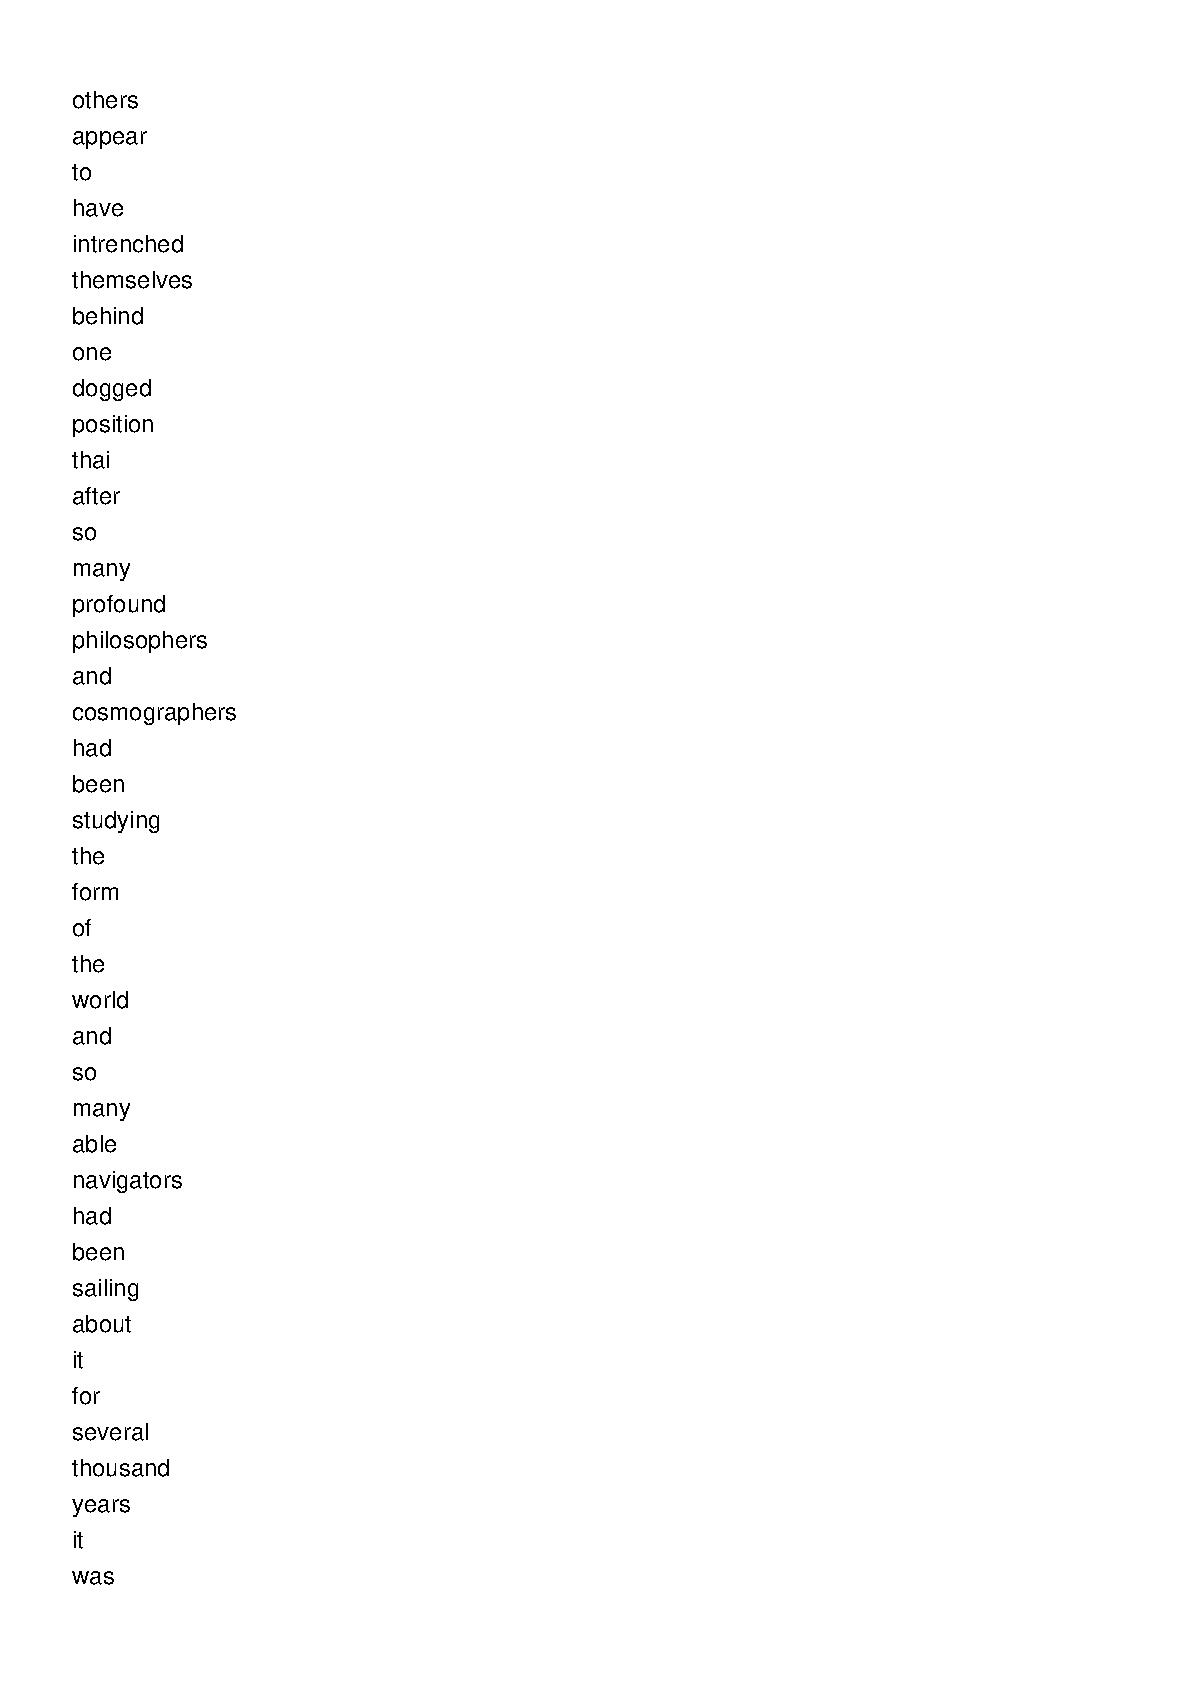 others
appear
to
have
intrenched
themselves
behind
one
dogged
position
thai
after
so
many
profound
philosophers
and
cosmographers
had
been
studying
the
form
of
the
world
and
so
many
able
navigators
had
been
sailing
about
it
for
several
thousand
years
it
was